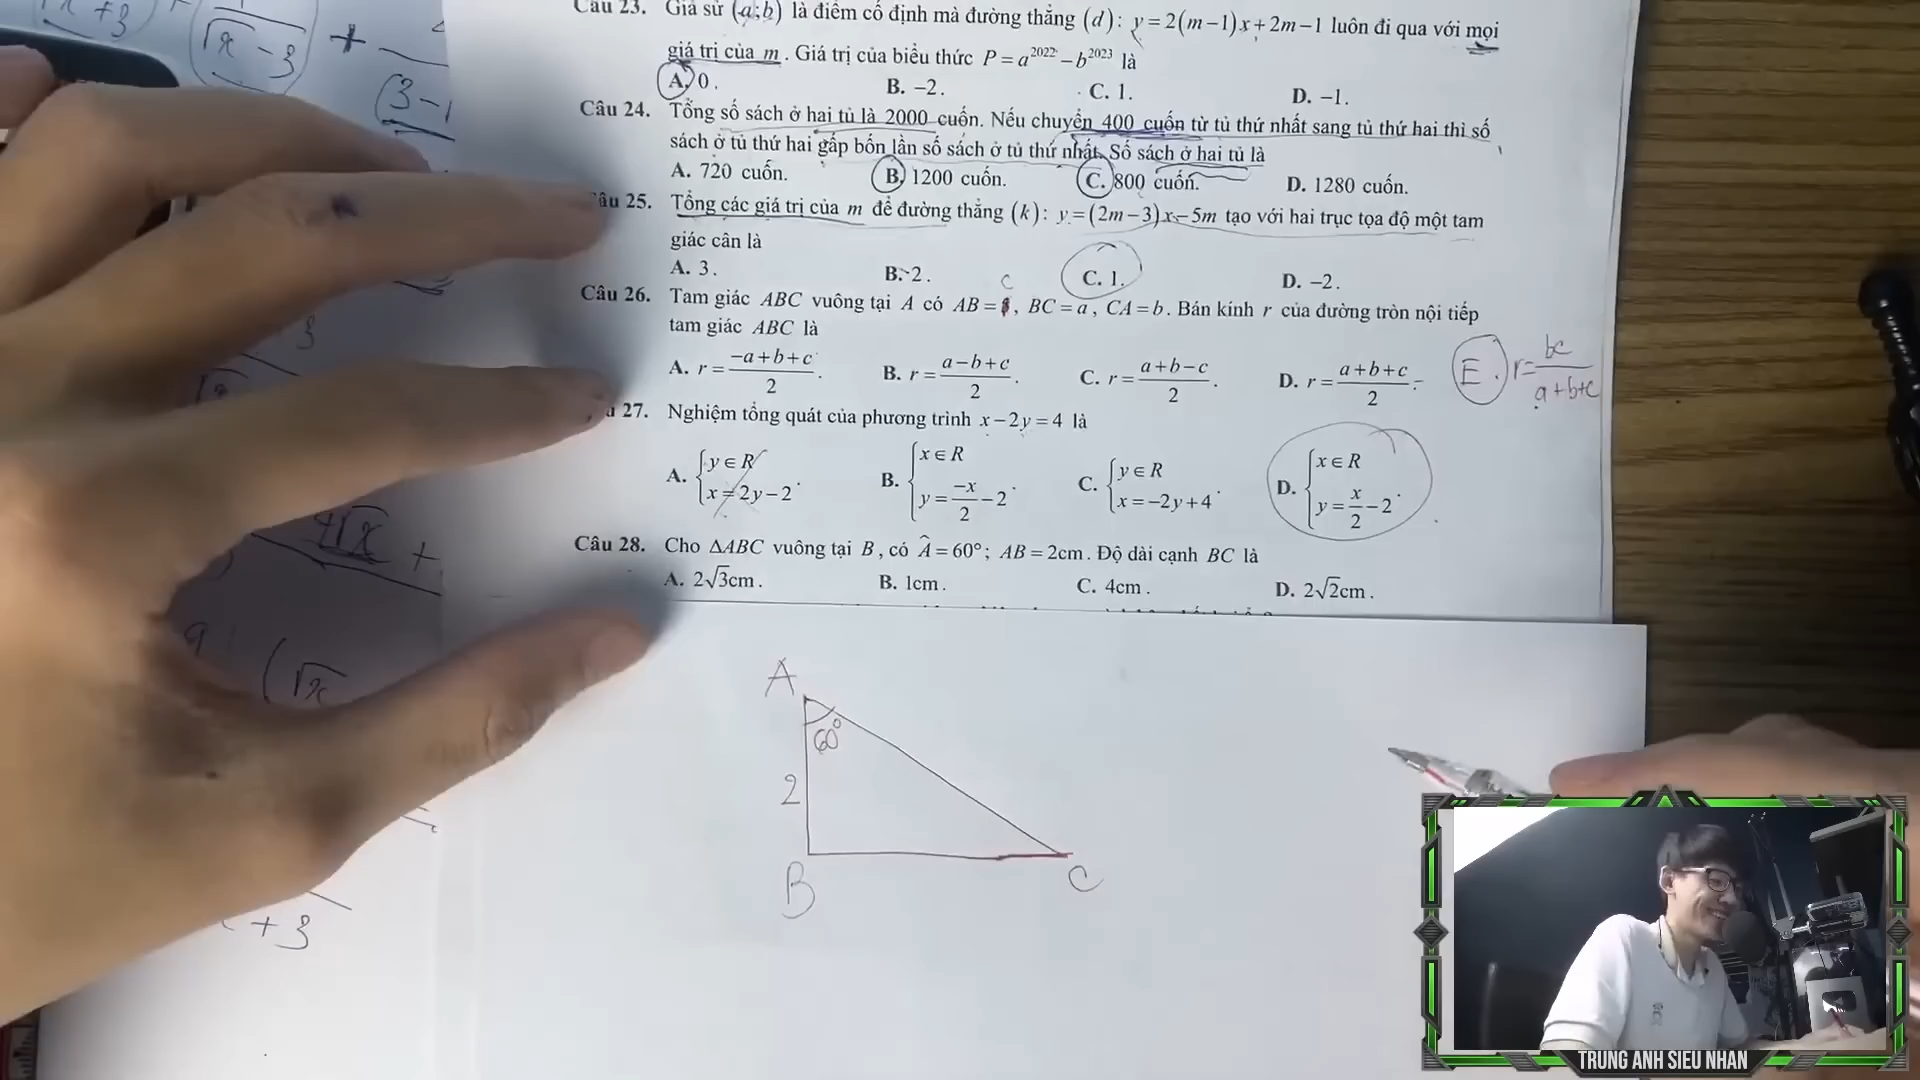 Câu 23. Giả sử (a;b) là điểm cố định mà đường thẳng (d): y=2(m−1)x+2m−1 luôn đi qua với mọi
giá trị của m. Giá trị của biểu thức P=a^2022−b^2023 là
A. 0. B. −2. C. 1. D. −1.
Câu 24. Tổng số sách ở hai tủ là 2000 cuốn. Nếu chuyển 400 cuốn từ tủ thứ nhất sang tủ thứ hai thì số
sách ở tủ thứ hai gấp bốn lần số sách ở tủ thứ nhất. Số sách ở hai tủ là
A. 720 cuốn. B. 1200 cuốn. C. 800 cuốn. D. 1280 cuốn.
âu 25. Tổng các giá trị của m để đường thẳng (k): y=(2m−3)x−5m tạo với hai trục tọa độ một tam
giác cân là
A. 3. B. 2. C. 1. D. −2.
c
Câu 26. Tam giác ABC vuông tại A có AB= , BC=a, CA=b. Bán kính r của đường tròn nội tiếp
tam giác ABC là
A. r=(−a+b+c)/2. B. r=(a−b+c)/2. C. r=(a+b−c)/2. D. r=(a+b+c)/2. E. r=bc/(a+b+c)
27. Nghiệm tổng quát của phương trình x−2y=4 là
A. {y∈R x=2y−2. B. {x∈R y=−x/2−2. C. {y∈R x=−2y+4. D. {x∈R y=x/2−2.
Câu 28. Cho ΔABC vuông tại B, có Â=60°; AB=2cm. Độ dài cạnh BC là
A. 2√3cm. B. 1cm. C. 4cm. D. 2√2cm.
A
60°
2
B
C
√x−3
+
(3−1
4√x +
(√x
+3
TRUNG ANH SIEU NHAN